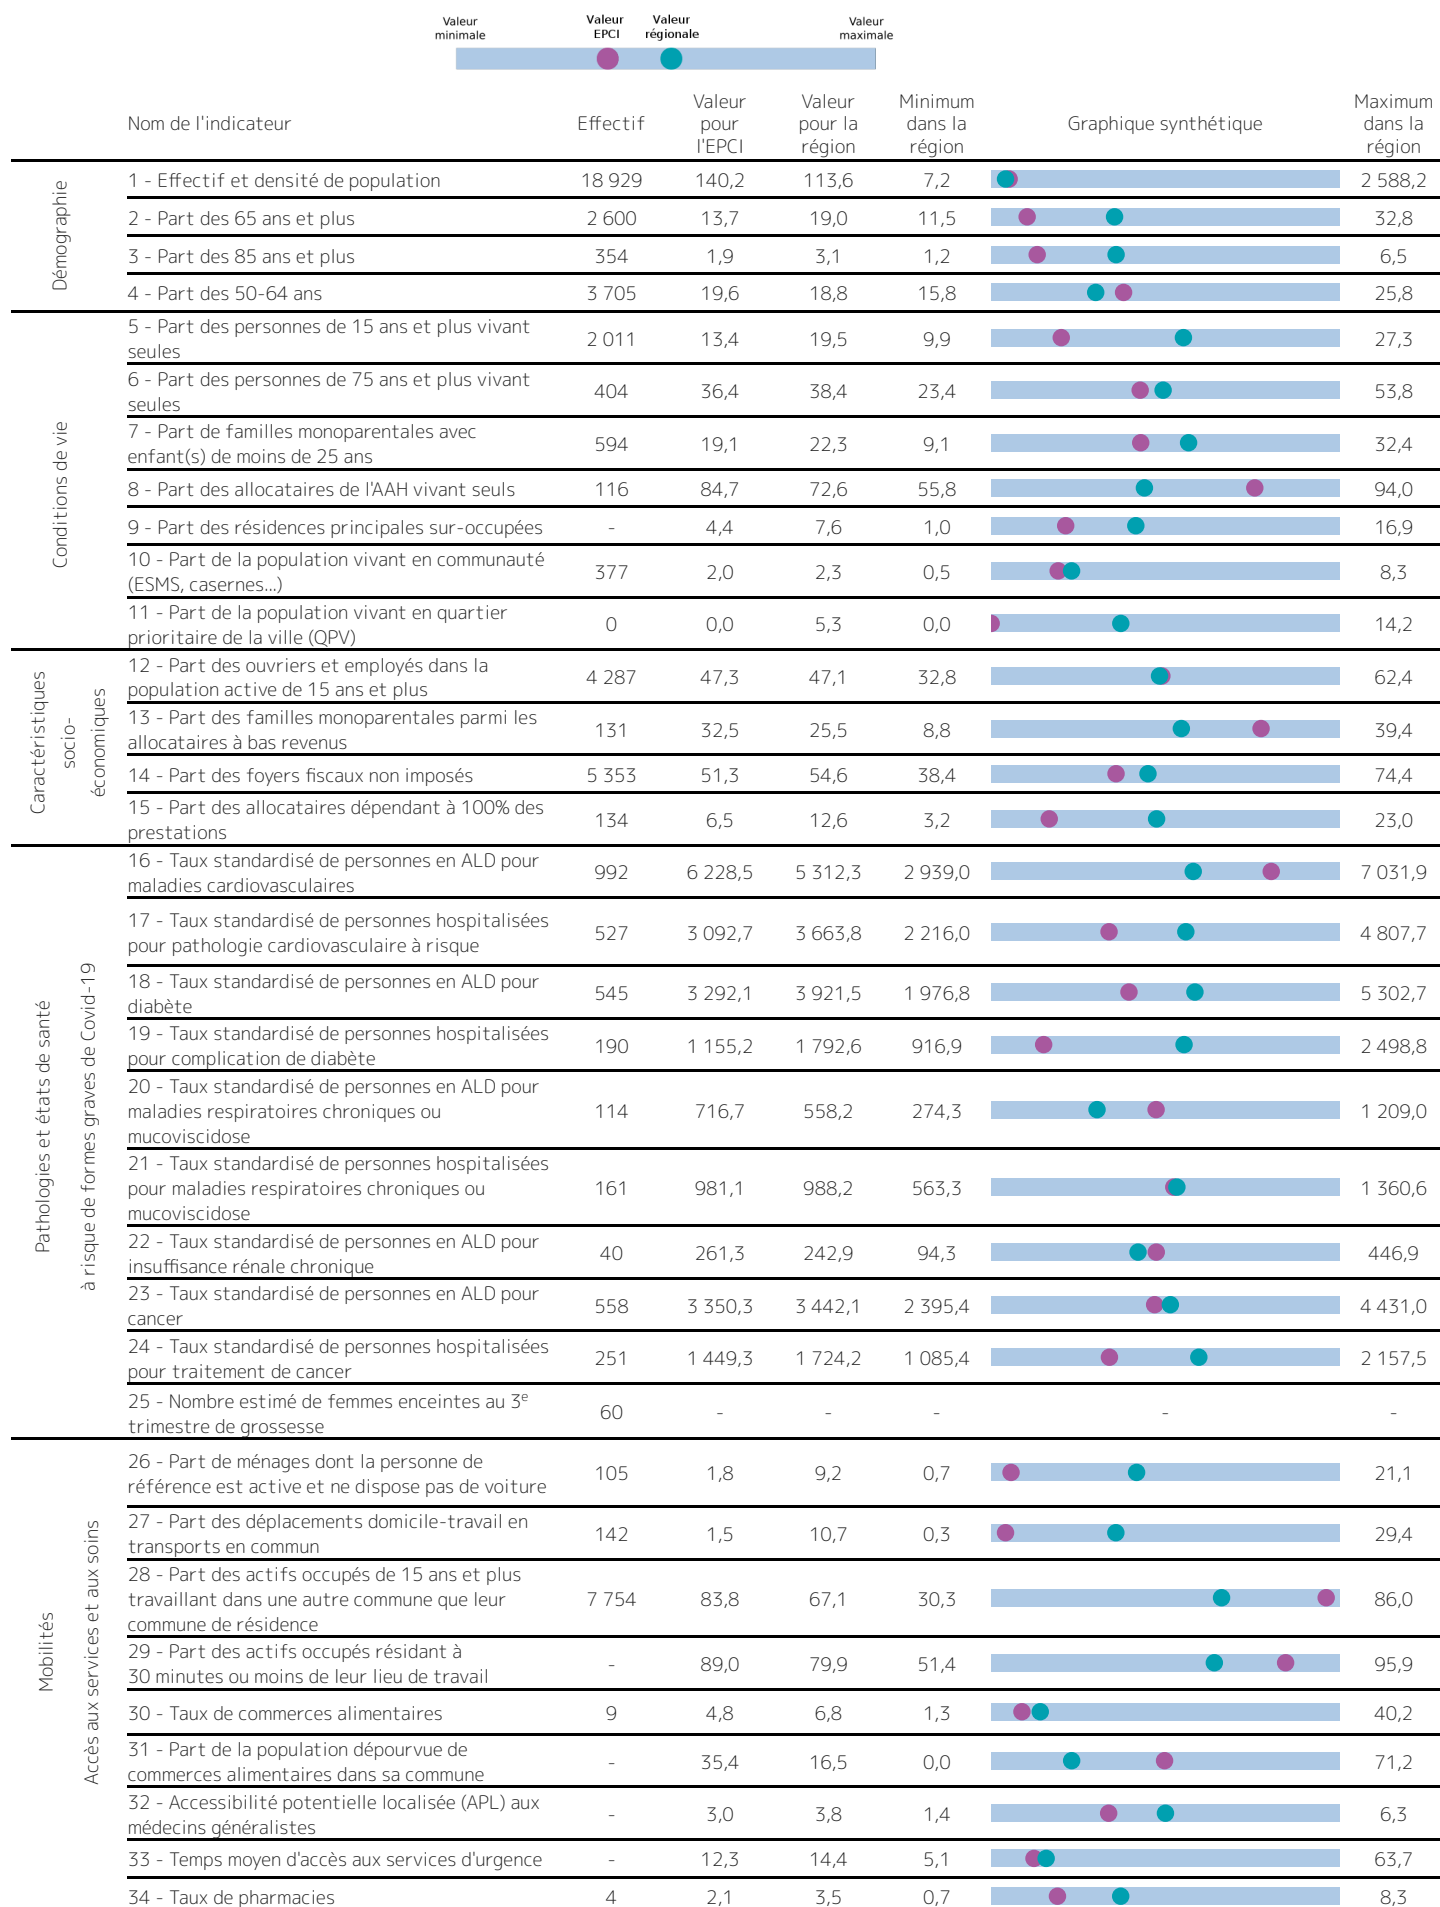 Valeur minimale
Valeur EPCI
Valeur régionale
Valeur maximale
Nom de l'indicateur
Effectif
Valeur pour l'EPCI
Valeur pour la région
Minimum dans la région
Graphique synthétique
Maximum dans la région
Démographie
1 - Effectif et densité de population 18 929 140,2 113,6 7,2 2 588,2
2 - Part des 65 ans et plus 2 600 13,7 19,0 11,5 32,8
3 - Part des 85 ans et plus 354 1,9 3,1 1,2 6,5
4 - Part des 50-64 ans 3 705 19,6 18,8 15,8 25,8
Conditions de vie
5 - Part des personnes de 15 ans et plus vivant
seules 2 011 13,4 19,5 9,9 27,3
6 - Part des personnes de 75 ans et plus vivant
seules 404 36,4 38,4 23,4 53,8
7 - Part de familles monoparentales avec
enfant(s) de moins de 25 ans 594 19,1 22,3 9,1 32,4
8 - Part des allocataires de l'AAH vivant seuls 116 84,7 72,6 55,8 94,0
9 - Part des résidences principales sur-occupées - 4,4 7,6 1,0 16,9
10 - Part de la population vivant en communauté
(ESMS, casernes...) 377 2,0 2,3 0,5 8,3
11 - Part de la population vivant en quartier
prioritaire de la ville (QPV) 0 0,0 5,3 0,0 14,2
Caractéristiques
socio-
économiques
12 - Part des ouvriers et employés dans la
population active de 15 ans et plus 4 287 47,3 47,1 32,8 62,4
13 - Part des familles monoparentales parmi les
allocataires à bas revenus 131 32,5 25,5 8,8 39,4
14 - Part des foyers fiscaux non imposés 5 353 51,3 54,6 38,4 74,4
15 - Part des allocataires dépendant à 100% des
prestations 134 6,5 12,6 3,2 23,0
Pathologies et états de santé
à risque de formes graves de Covid-19
16 - Taux standardisé de personnes en ALD pour
maladies cardiovasculaires 992 6 228,5 5 312,3 2 939,0 7 031,9
17 - Taux standardisé de personnes hospitalisées
pour pathologie cardiovasculaire à risque 527 3 092,7 3 663,8 2 216,0 4 807,7
18 - Taux standardisé de personnes en ALD pour
diabète 545 3 292,1 3 921,5 1 976,8 5 302,7
19 - Taux standardisé de personnes hospitalisées
pour complication de diabète 190 1 155,2 1 792,6 916,9 2 498,8
20 - Taux standardisé de personnes en ALD pour
maladies respiratoires chroniques ou
mucoviscidose 114 716,7 558,2 274,3 1 209,0
21 - Taux standardisé de personnes hospitalisées
pour maladies respiratoires chroniques ou
mucoviscidose 161 981,1 988,2 563,3 1 360,6
22 - Taux standardisé de personnes en ALD pour
insuffisance rénale chronique 40 261,3 242,9 94,3 446,9
23 - Taux standardisé de personnes en ALD pour
cancer 558 3 350,3 3 442,1 2 395,4 4 431,0
24 - Taux standardisé de personnes hospitalisées
pour traitement de cancer 251 1 449,3 1 724,2 1 085,4 2 157,5
25 - Nombre estimé de femmes enceintes au 3e
trimestre de grossesse 60 - - - - -
Mobilités
Accès aux services et aux soins
26 - Part de ménages dont la personne de
référence est active et ne dispose pas de voiture 105 1,8 9,2 0,7 21,1
27 - Part des déplacements domicile-travail en
transports en commun 142 1,5 10,7 0,3 29,4
28 - Part des actifs occupés de 15 ans et plus
travaillant dans une autre commune que leur
commune de résidence 7 754 83,8 67,1 30,3 86,0
29 - Part des actifs occupés résidant à
30 minutes ou moins de leur lieu de travail - 89,0 79,9 51,4 95,9
30 - Taux de commerces alimentaires 9 4,8 6,8 1,3 40,2
31 - Part de la population dépourvue de
commerces alimentaires dans sa commune - 35,4 16,5 0,0 71,2
32 - Accessibilité potentielle localisée (APL) aux
médecins généralistes - 3,0 3,8 1,4 6,3
33 - Temps moyen d'accès aux services d'urgence - 12,3 14,4 5,1 63,7
34 - Taux de pharmacies 4 2,1 3,5 0,7 8,3